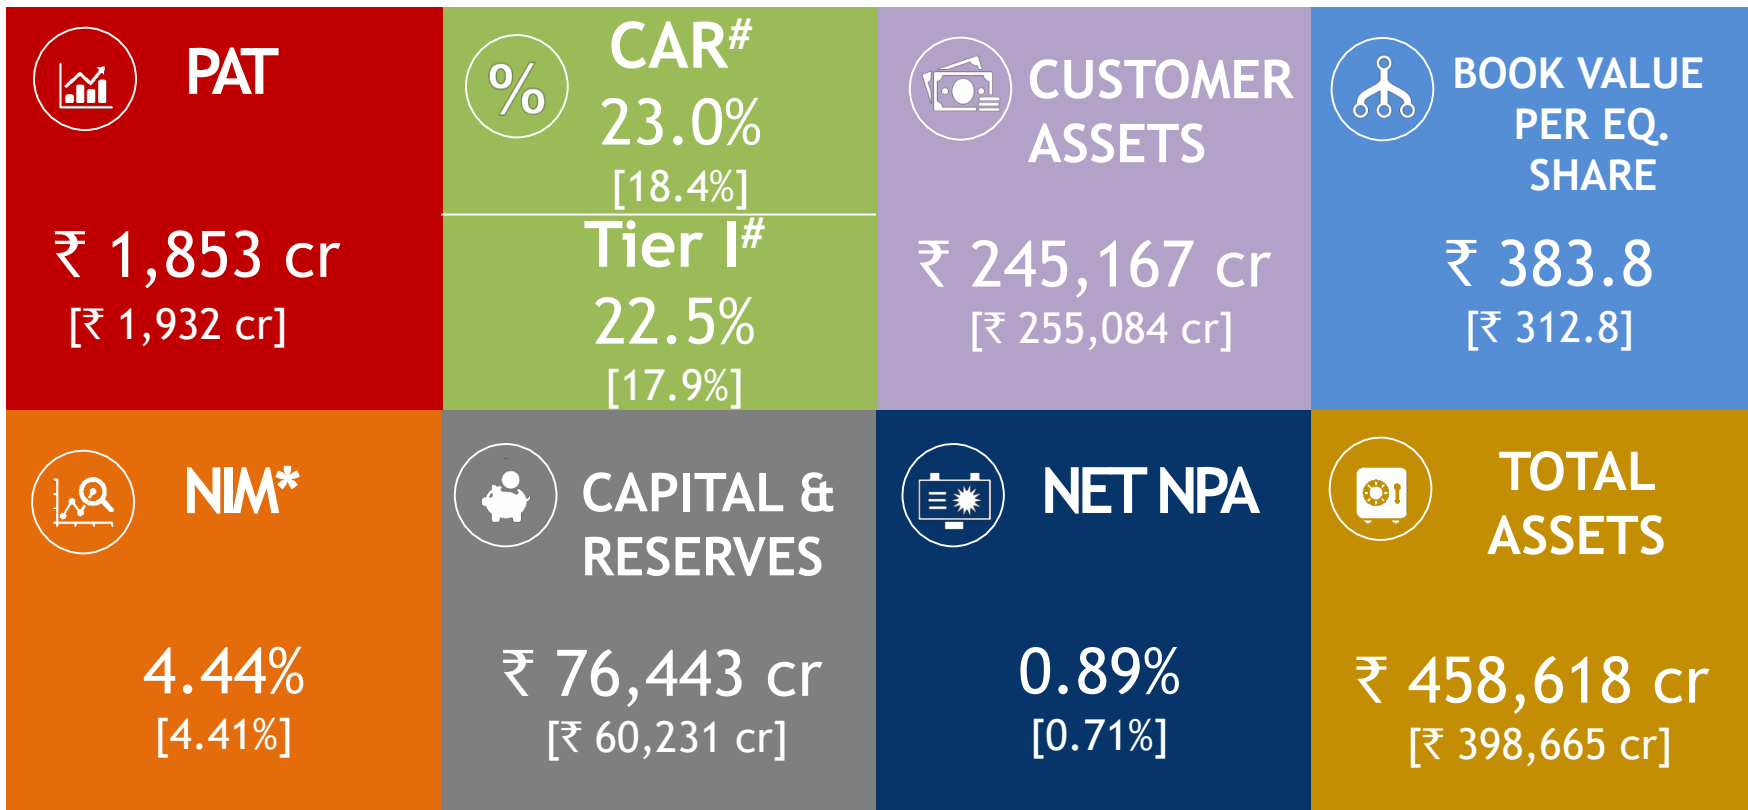 PAT
₹ 1,853 cr
[₹ 1,932 cr]
%
CAR#
23.0%
[18.4%]
Tier I#
22.5%
[17.9%]
CUSTOMER
ASSETS
₹ 245,167 cr
[₹ 255,084 cr]
BOOK VALUE
PER EQ.
SHARE
₹ 383.8
[₹ 312.8]
NIM*
4.44%
[4.41%]
CAPITAL &
RESERVES
₹ 76,443 cr
[₹ 60,231 cr]
NET NPA
0.89%
[0.71%]
TOTAL
ASSETS
₹ 458,618 cr
[₹ 398,665 cr]